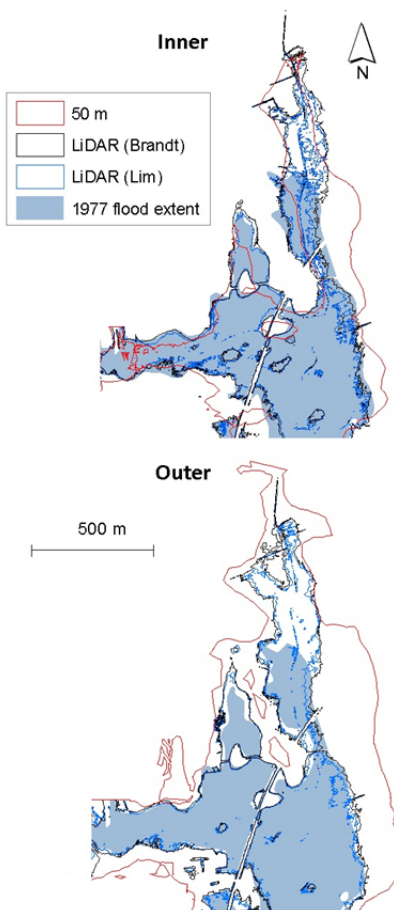 Inner
N
50 m
LiDAR (Brandt)
LiDAR (Lim)
1977 flood extent
Outer
500 m